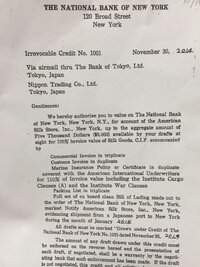 THE NATIONAL BANK OF NEW YORK
120 Broad Street
New York
Irrevocable Credit No. 1001 November 30, 2014
Via airmail thru The Bank of Tokyo Ltd.
Tokyo, Japan
Nippon Trading Co., Ltd.
Tokyo, Japan
Gentlemen:
We hereby authorize you to value on The National Bank
of New York, New York, N.Y., for account of the American
Silk Store, Inc., New York, up to the aggregate amount of
Five Thousand Dollars ($5,000) available by your drafts at
sight for 100% invoice value of Silk Goods, C.I.F. accompanied
by
Commercial Invoice in triplicate
Customs Invoice in duplicate
Marine Insurance Policy or Certificate in duplicate
covered with the American International Underwriters
for 110% of Invoice value including the Institute Cargo
Clauses (A) and the Institute War Clauses
Packing List in triplicate
Full set of on board clean Bill of Lading made out to
the order of The National Bank of New York, New York,
marked Notify American Silk Store, Inc., New York,
evidencing shipment from a Japanese port to New York
during the month of January
All drafts must be marked "Drawn under Credit of The
National Bank of New York No. 1001 dated November 30,
The amount of any draft drawn under this credit must
be endorsed on the reverse hereof and the presentation of
each draft, if negotiated, shall be a warranty by the negoti-
ating bank that such endorsement has been made. If the draft
is not negotiated, this credit and all